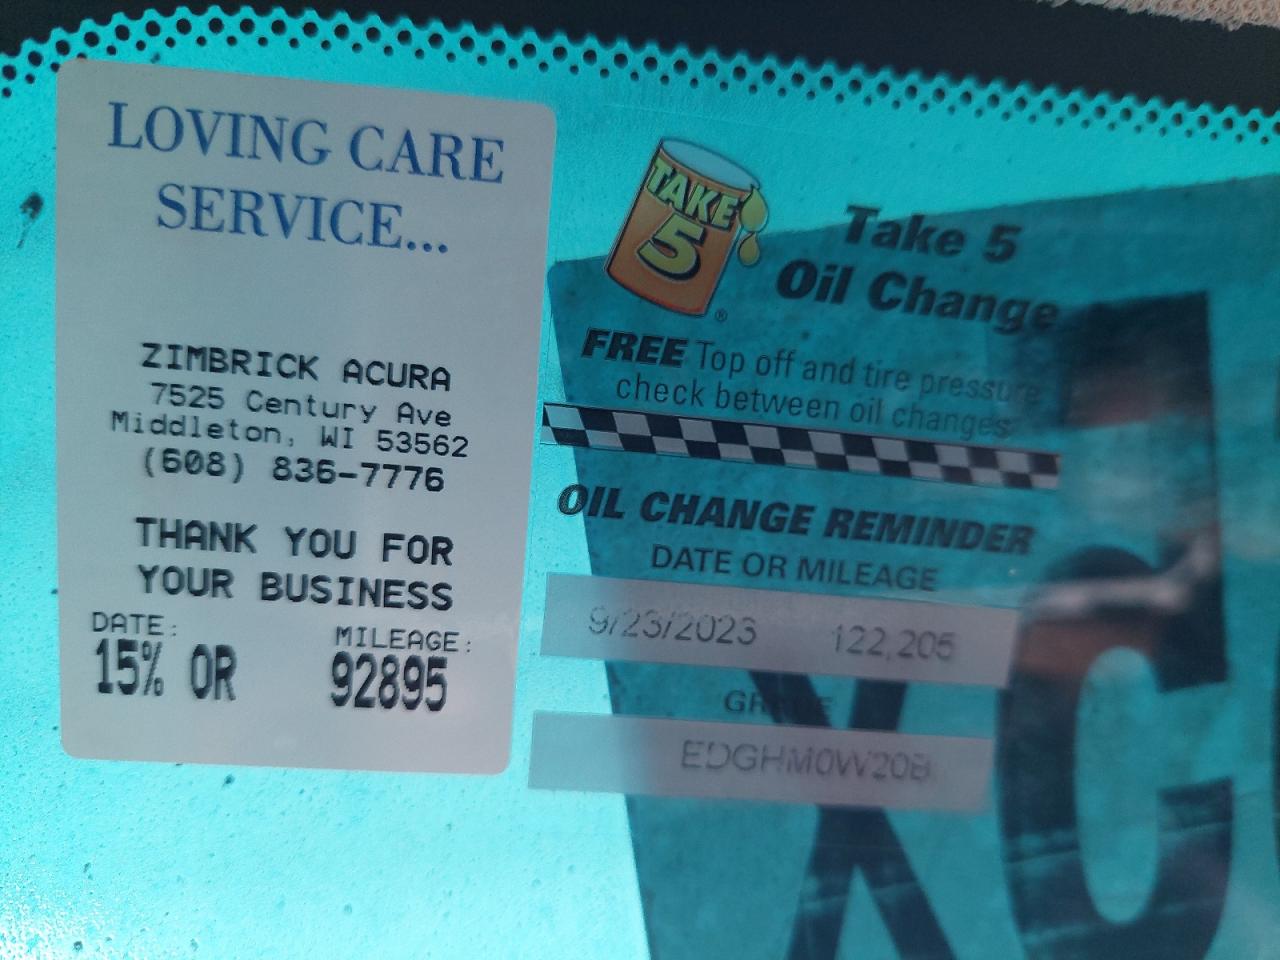 LOVING CARE
SERVICE...
ZIMBRICK ACURA
7525 Century Ave
Middleton, WI 53562
(608) 836-7776
THANK YOU FOR
YOUR BUSINESS
DATE: MILEAGE:
15% OR 92895
TAKE
5
®
Take 5
Oil Change
FREE Top off and tire pressure
check between oil changes.
OIL CHANGE REMINDER
DATE OR MILEAGE
9/23/2023 122,205
GRADE
EDGHM0W20B
XC